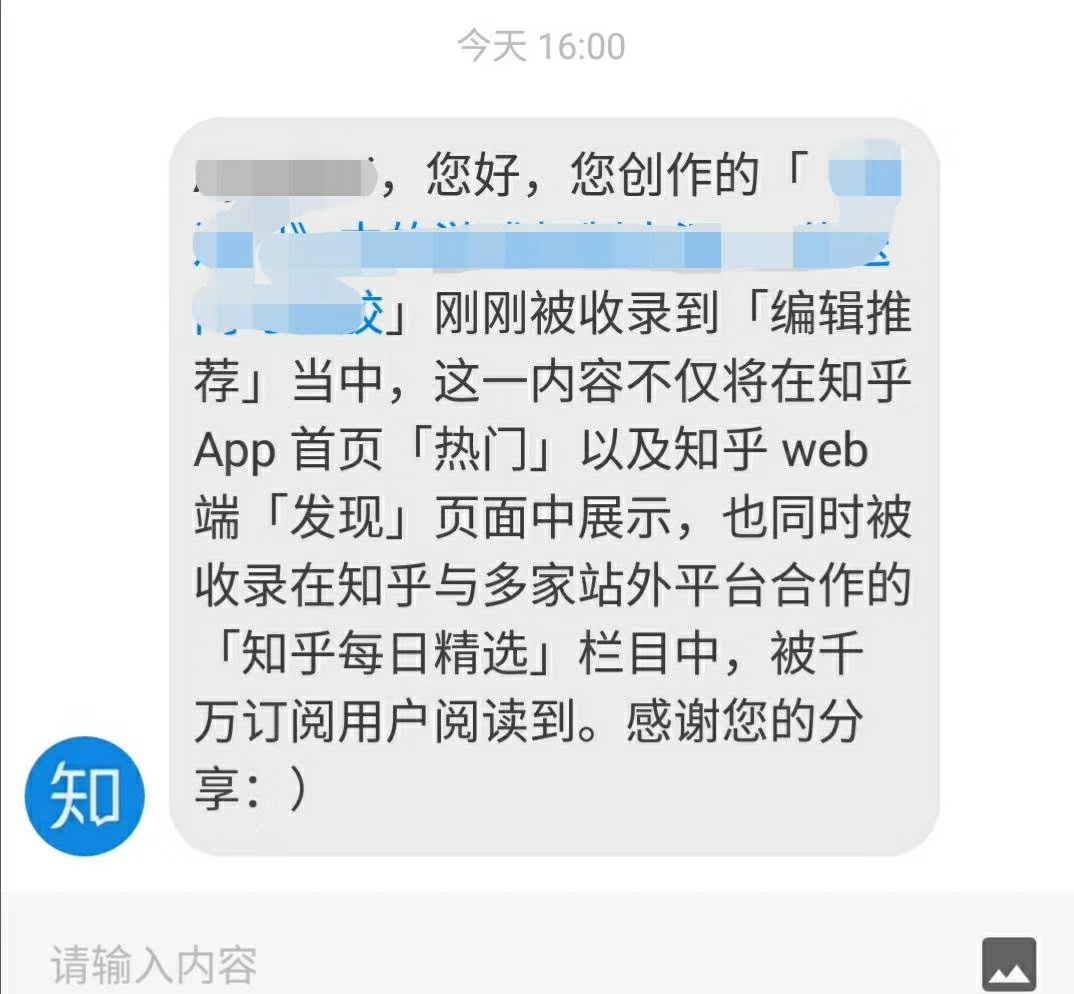 今天 16:00
，您好，您创作的「
」刚刚被收录到「编辑推
荐」当中，这一内容不仅将在知乎
App 首页「热门」以及知乎 web
端「发现」页面中展示，也同时被
收录在知乎与多家站外平台合作的
「知乎每日精选」栏目中，被千
万订阅用户阅读到。感谢您的分
享：）
知
请输入内容